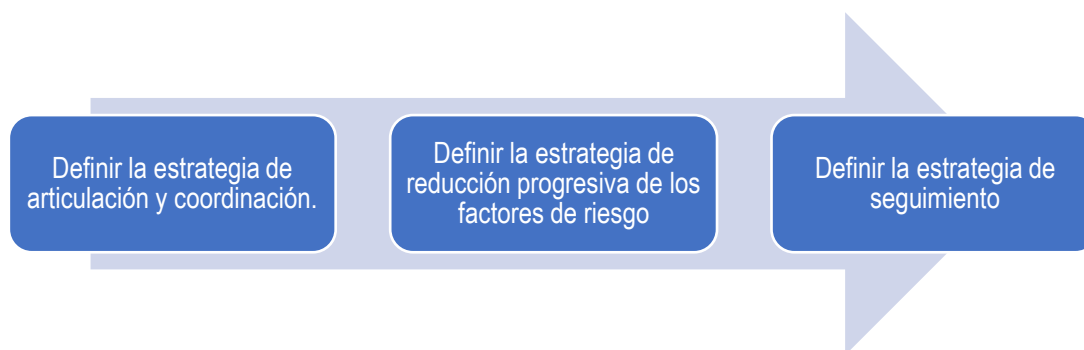 Definir la estrategia de
articulación y coordinación.
Definir la estrategia de
reducción progresiva de los
factores de riesgo
Definir la estrategia de
seguimiento